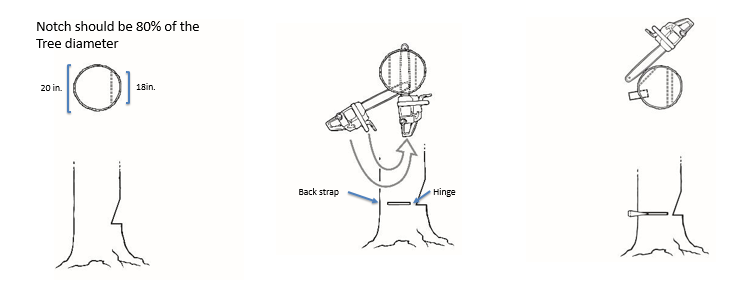 Notch should be 80% of the
Tree diameter
20 in.
18in.
Back strap
Hinge